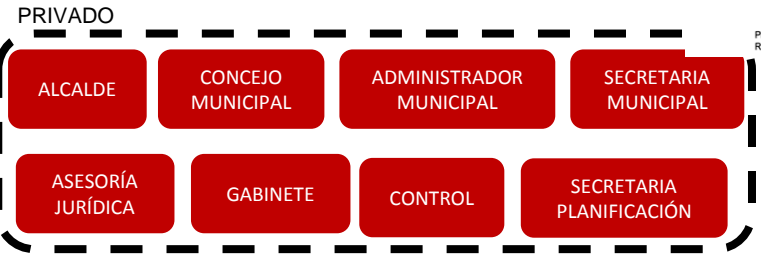 PRIVADO
P
R
ALCALDE
CONCEJO
MUNICIPAL
ADMINISTRADOR
MUNICIPAL
SECRETARIA
MUNICIPAL
ASESORÍA
JURÍDICA
GABINETE
CONTROL
SECRETARIA
PLANIFICACIÓN